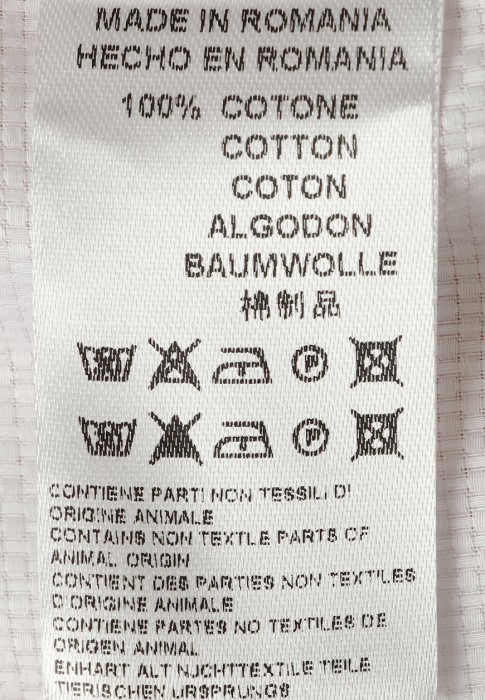 MADE IN ROMANIA
HECHO EN ROMANIA
100% COTONE
COTTON
COTON
ALGODON
BAUMWOLLE
棉制品
CONTIENE PARTI NON TESSILI DI
ORIGINE ANIMALE
CONTAINS NON TEXTILE PARTS OF
ANIMAL ORIGIN
CONTIENT DES PARTIES NON TEXTILES
D'ORIGINE ANIMALE
CONTIENE PARTES NO TEXTILES DE
ORIGEN ANIMAL
ENHART ALT NJCHTTEXTILE TEILE
TIERISCHEN URSPRUNGS